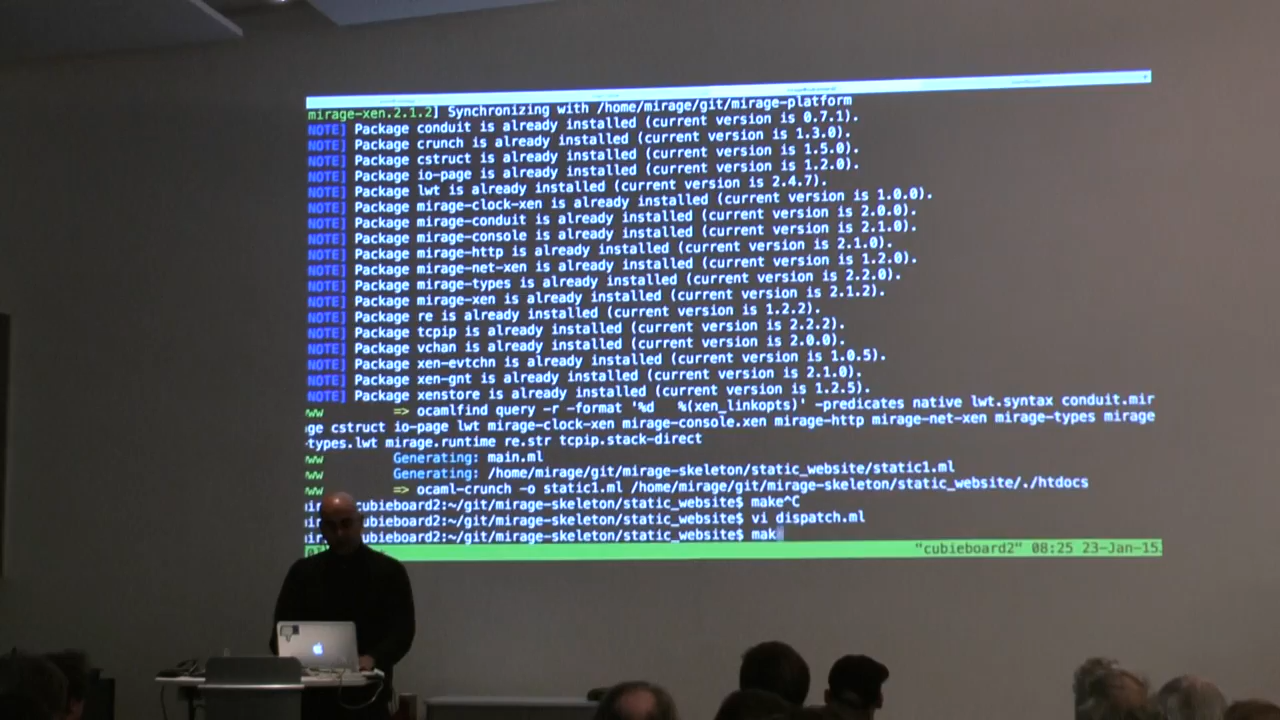 mirage-xen.2.1.2] Synchronizing with /home/mirage/git/mirage-platform
NOTE] Package conduit is already installed (current version is 0.7.1).
NOTE] Package crunch is already installed (current version is 1.3.0).
NOTE] Package cstruct is already installed (current version is 1.5.0).
NOTE] Package io-page is already installed (current version is 1.2.0).
NOTE] Package lwt is already installed (current version is 2.4.7).
NOTE] Package mirage-clock-xen is already installed (current version is 1.0.0).
NOTE] Package mirage-conduit is already installed (current version is 2.0.0).
NOTE] Package mirage-console is already installed (current version is 2.1.0).
NOTE] Package mirage-http is already installed (current version is 2.1.0).
NOTE] Package mirage-net-xen is already installed (current version is 1.2.0).
NOTE] Package mirage-types is already installed (current version is 2.2.0).
NOTE] Package mirage-xen is already installed (current version is 2.1.2).
NOTE] Package re is already installed (current version is 1.2.2).
NOTE] Package tcpip is already installed (current version is 2.2.2).
NOTE] Package vchan is already installed (current version is 2.0.0).
NOTE] Package xen-evtchn is already installed (current version is 1.0.5).
NOTE] Package xen-gnt is already installed (current version is 2.1.0).
NOTE] Package xenstore is already installed (current version is 1.2.5).
ww => ocamlfind query -r -format '%d %(xen_linkopts)' -predicates native lwt.syntax conduit.mir
ge cstruct io-page lwt mirage-clock-xen mirage-console.xen mirage-http mirage-net-xen mirage-types mirage
types.lwt mirage.runtime re.str tcpip.stack-direct
ww Generating: main.ml
ww Generating: /home/mirage/git/mirage-skeleton/static_website/static1.ml
ww => ocaml-crunch -o static1.ml /home/mirage/git/mirage-skeleton/static_website/./htdocs
cubieboard2:~/git/mirage-skeleton/static_website$ make^C
cubieboard2:~/git/mirage-skeleton/static_website$ vi dispatch.ml
cubieboard2:~/git/mirage-skeleton/static_website$ mak
"cubieboard2" 08:25 23-Jan-15